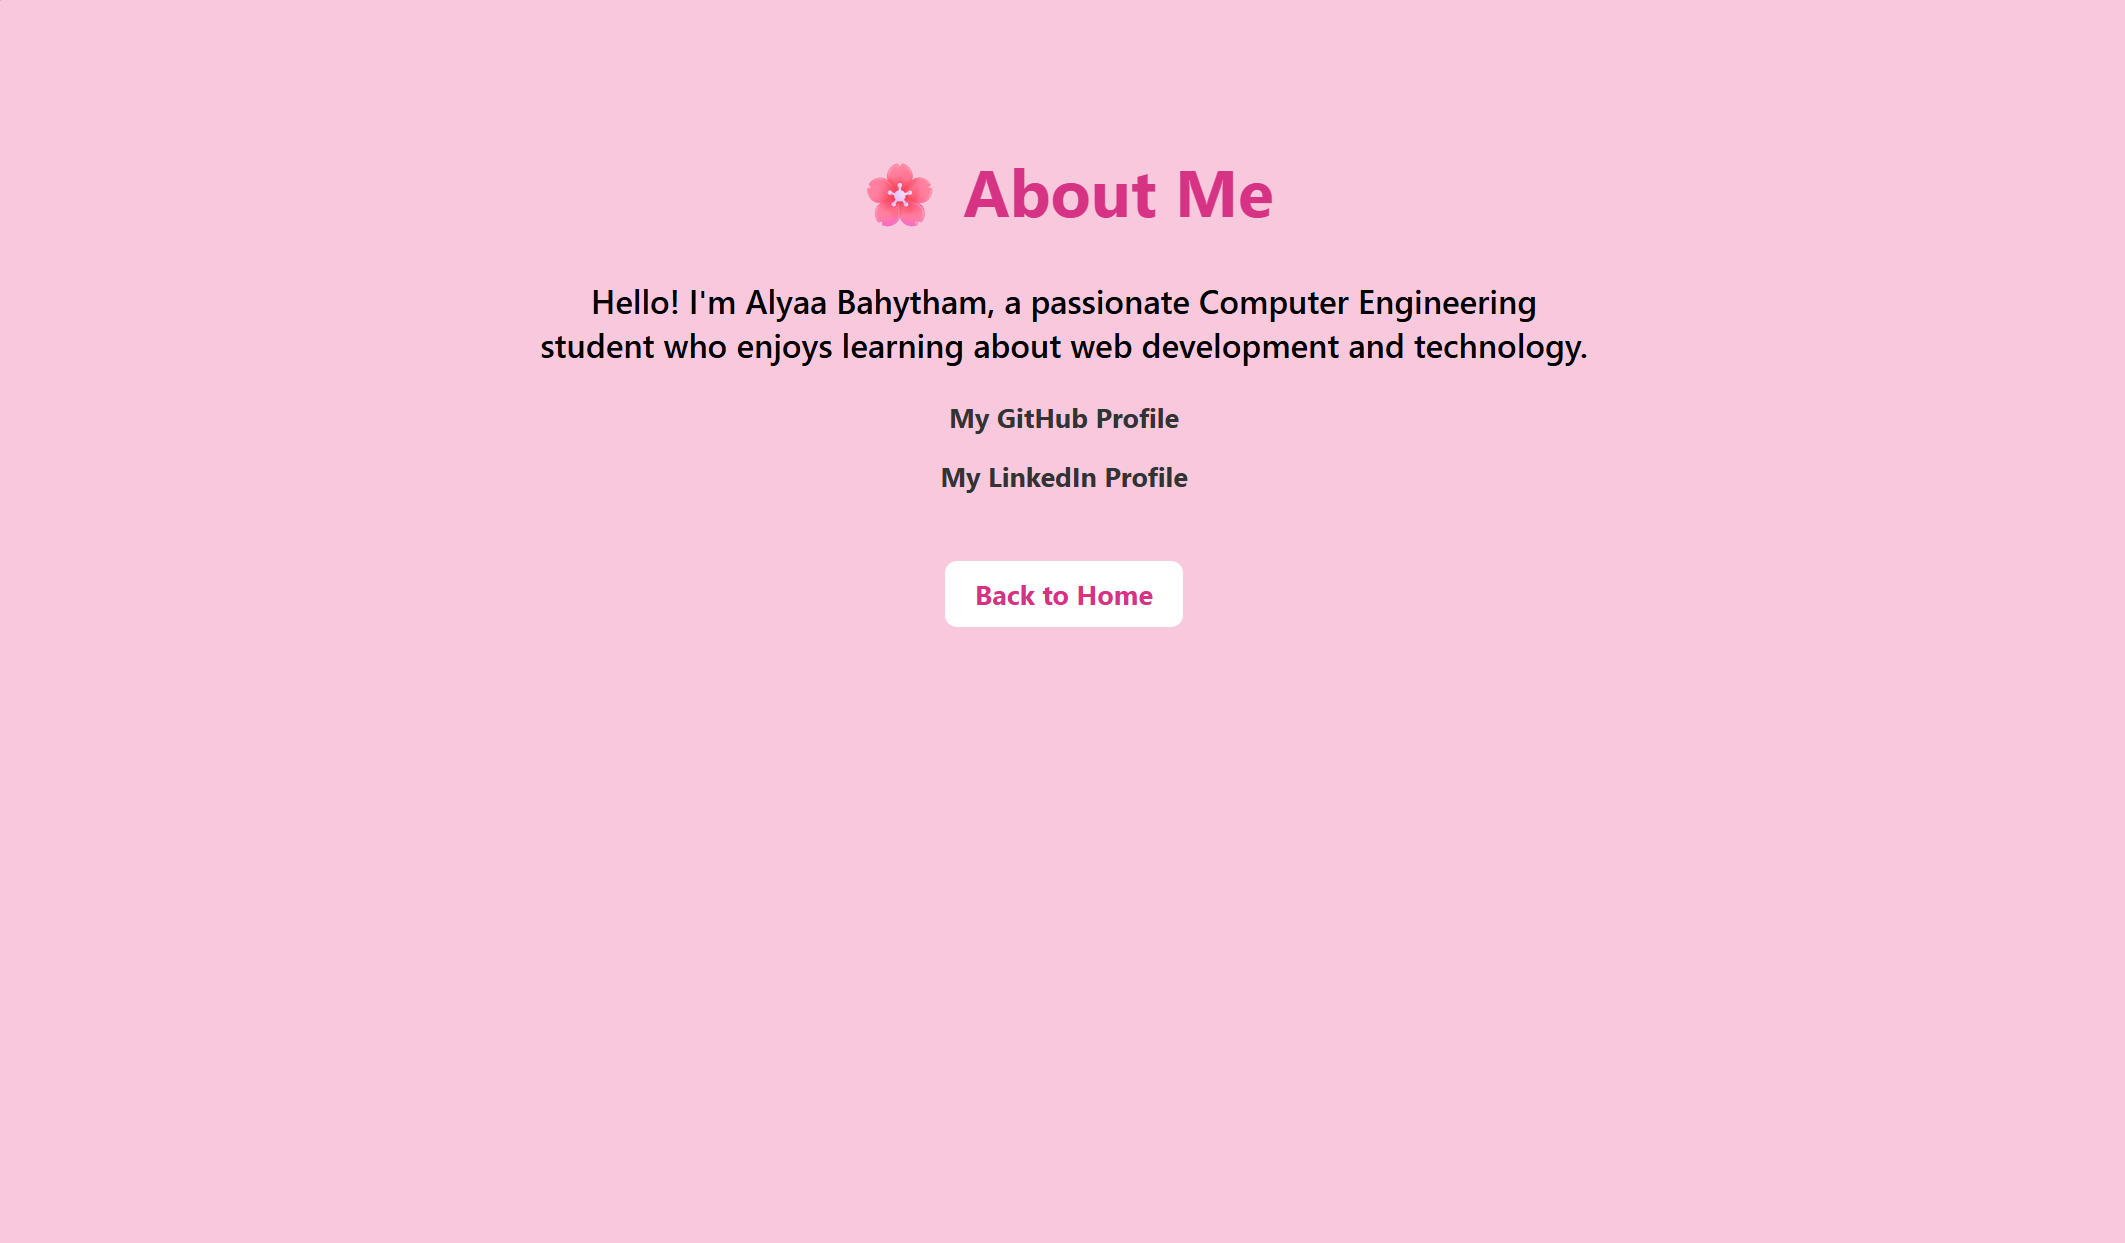 🌸 About Me
Hello! I'm Alyaa Bahytham, a passionate Computer Engineering
student who enjoys learning about web development and technology.
My GitHub Profile
My LinkedIn Profile
Back to Home